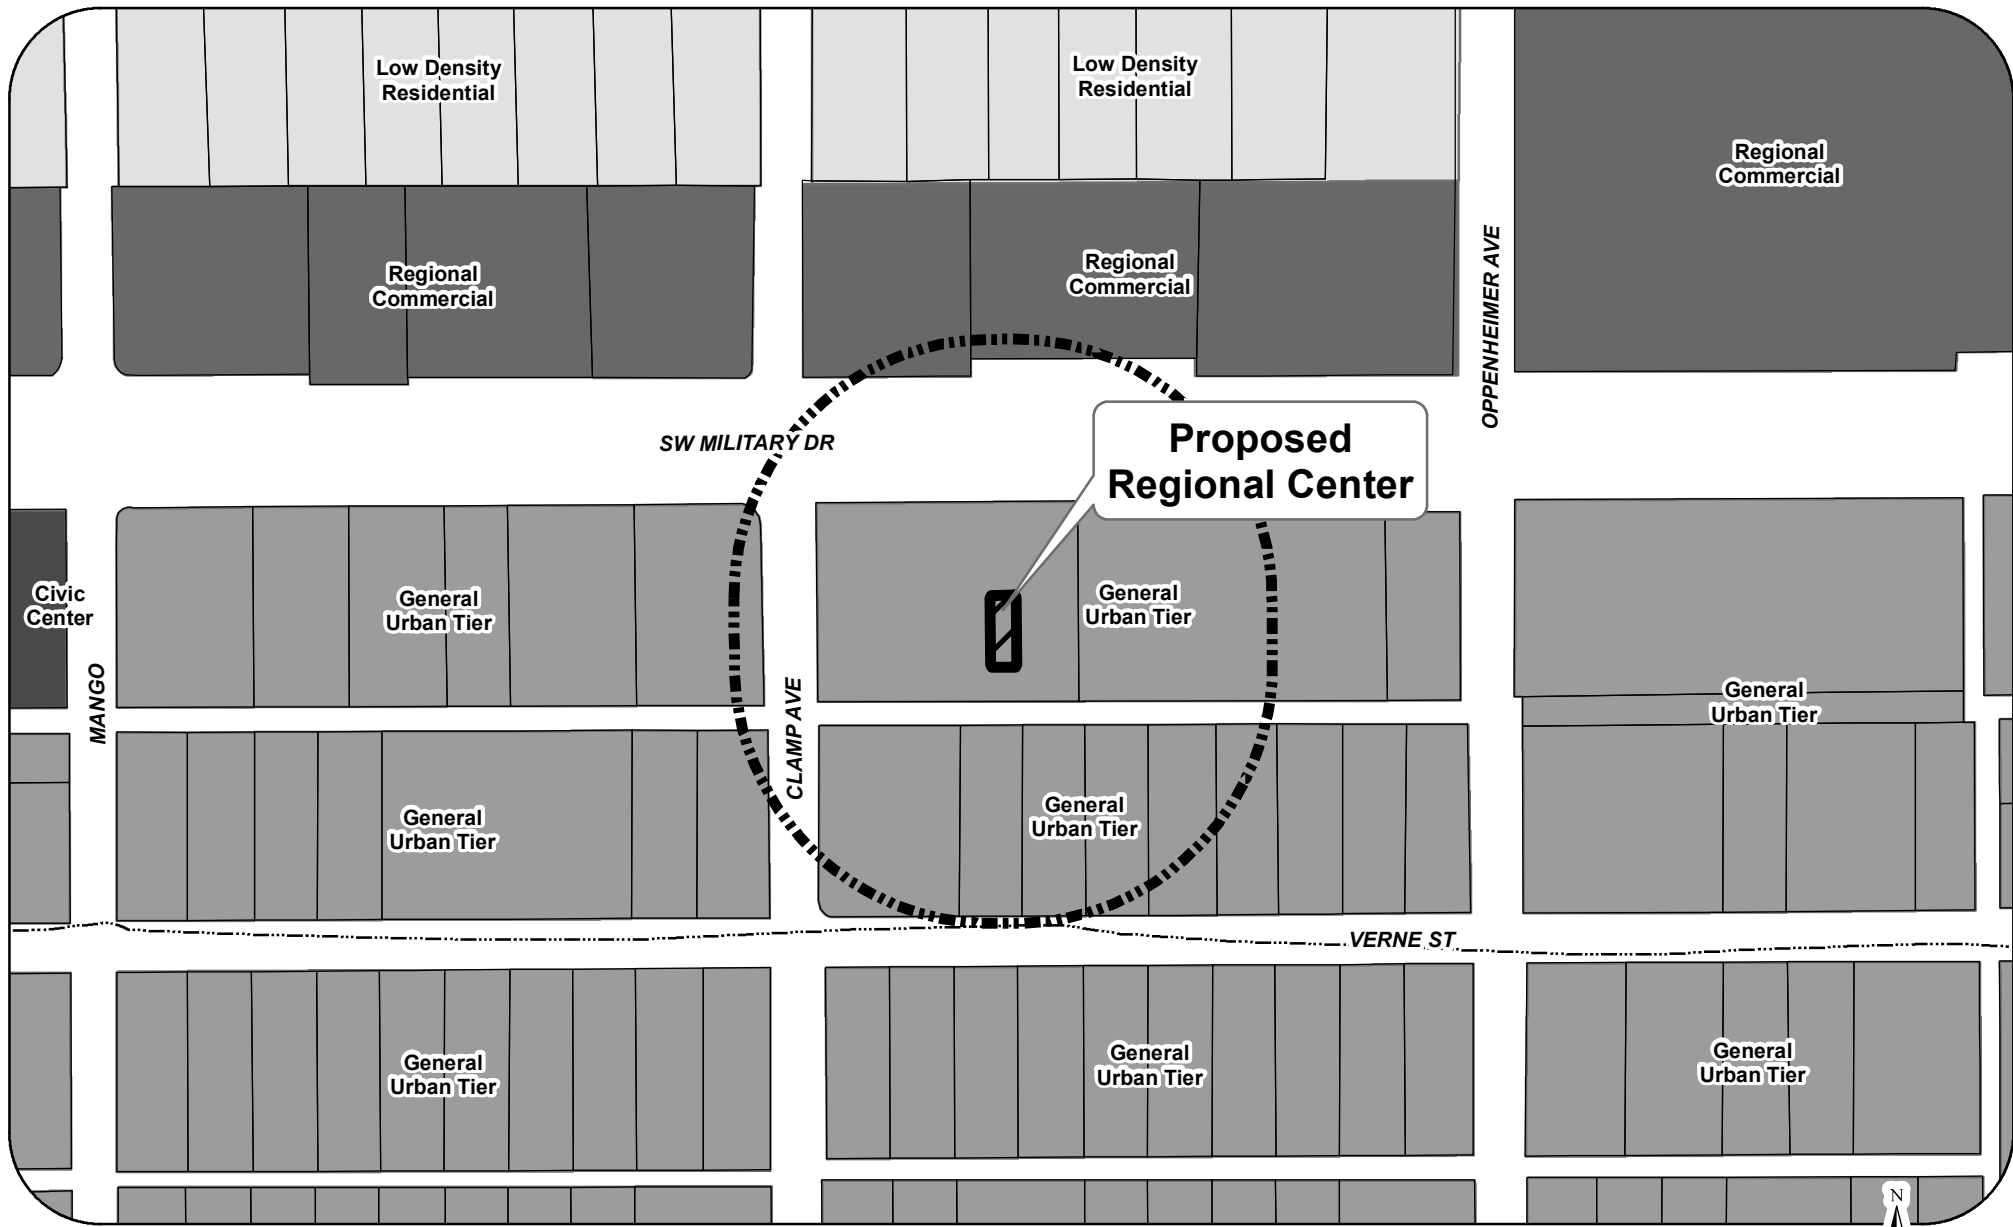 Low Density
Residential
Low Density
Residential
Regional
Commercial
Regional
Commercial
Regional
Commercial
OPPENHEIMER AVE
SW MILITARY DR
Proposed
Regional Center
Civic
Center
General
Urban Tier
General
Urban Tier
MANGO
CLAMP AVE
General
Urban Tier
General
Urban Tier
General
Urban Tier
VERNE ST
General
Urban Tier
General
Urban Tier
General
Urban Tier
N